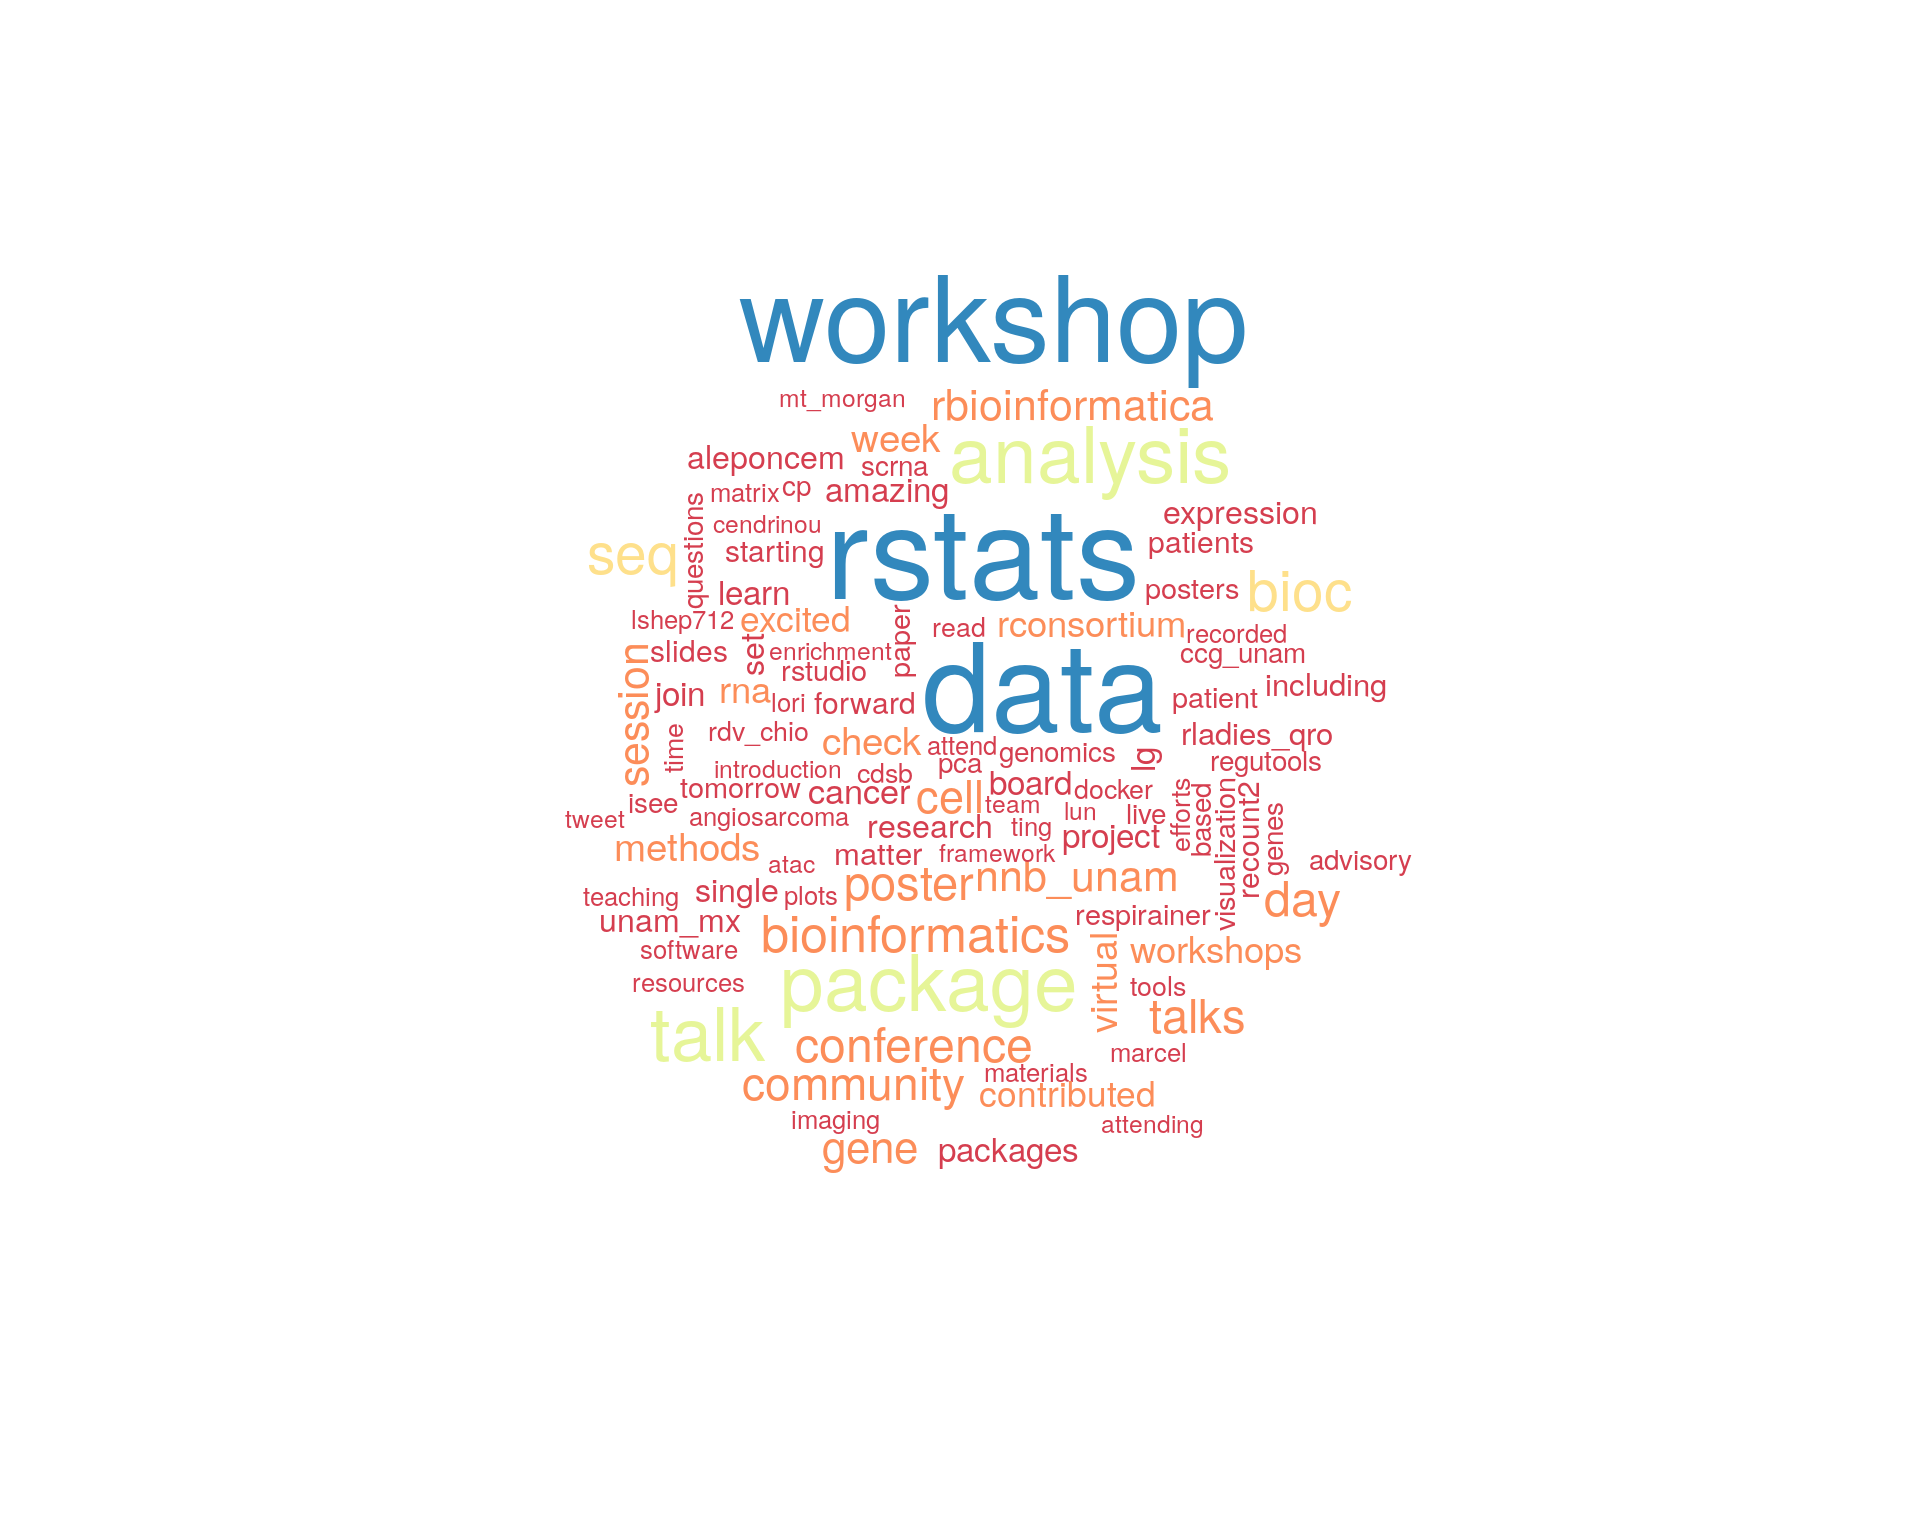 workshop
mt_morgan
rbioinformatica
week
analysis
aleponcem
scrna
matrix
cp
amazing
questions
cendrinou
rstats
expression
seq
starting
patients
learn
posters
bioc
lshep712
excited
paper
read
rconsortium
recorded
session
slides
set
enrichment
ccg_unam
rstudio
data
join
rna
lori
forward
patient
including
time
rdv_chio
check
attend
genomics
lg
rladies_qro
introduction
cdsb
pca
regutools
tomorrow
cancer
cell
board
docker
efforts
based
visualization
recount2
genes
isee
team
lun
live
tweet
angiosarcoma
research
ting
project
methods
atac
matter
framework
advisory
teaching
single
plots
poster
nnb_unam
day
unam_mx
bioinformatics
respirainer
software
virtual
workshops
resources
package
tools
talk
talks
conference
marcel
community
materials
contributed
imaging
attending
gene
packages